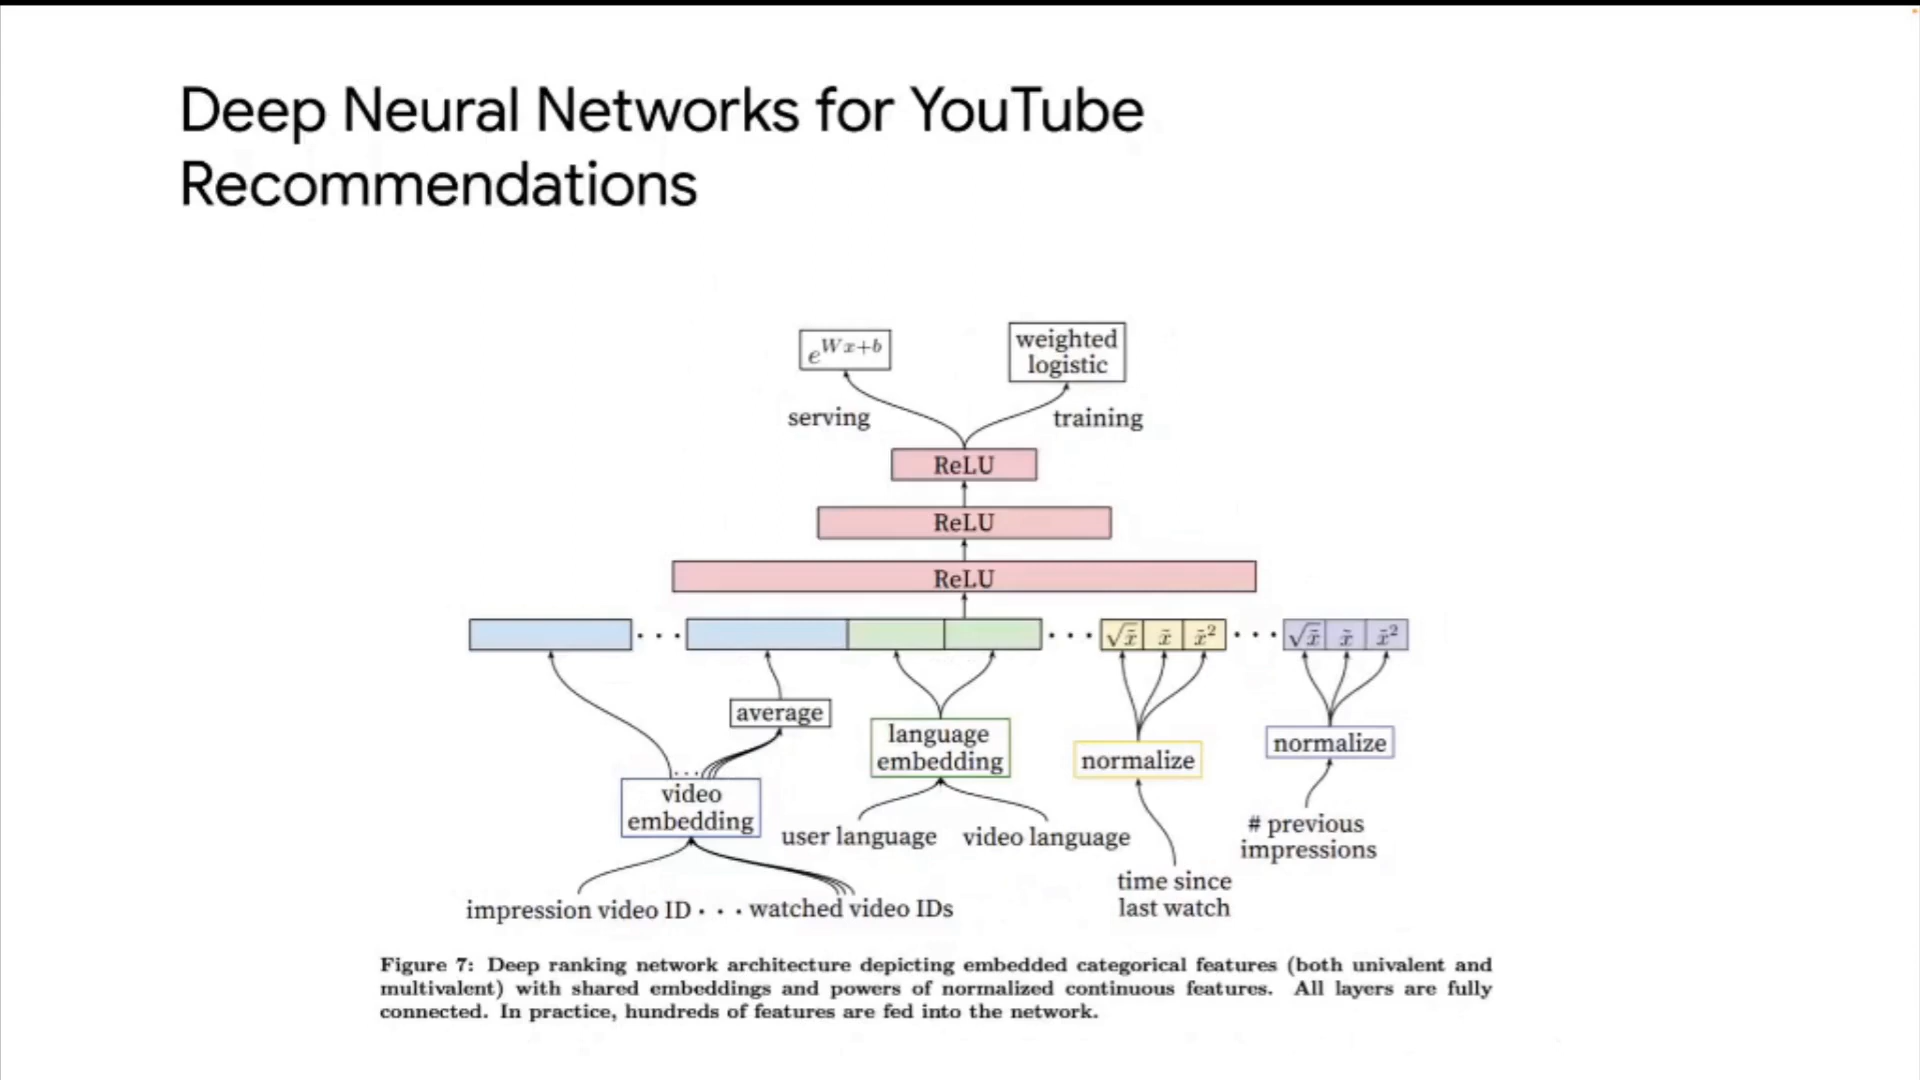 Deep Neural Networks for YouTube
Recommendations
e^{Wx+b}
weighted
logistic
serving
training
ReLU
ReLU
ReLU
· · ·
· · ·
√x̃ x̃ x̃²
· · ·
√x̃ x̃ x̃²
average
language
embedding
normalize
normalize
· · ·
video
embedding
user language
video language
# previous
impressions
time since
last watch
impression video ID · · · watched video IDs
Figure 7: Deep ranking network architecture depicting embedded categorical features (both univalent and
multivalent) with shared embeddings and powers of normalized continuous features. All layers are fully
connected. In practice, hundreds of features are fed into the network.